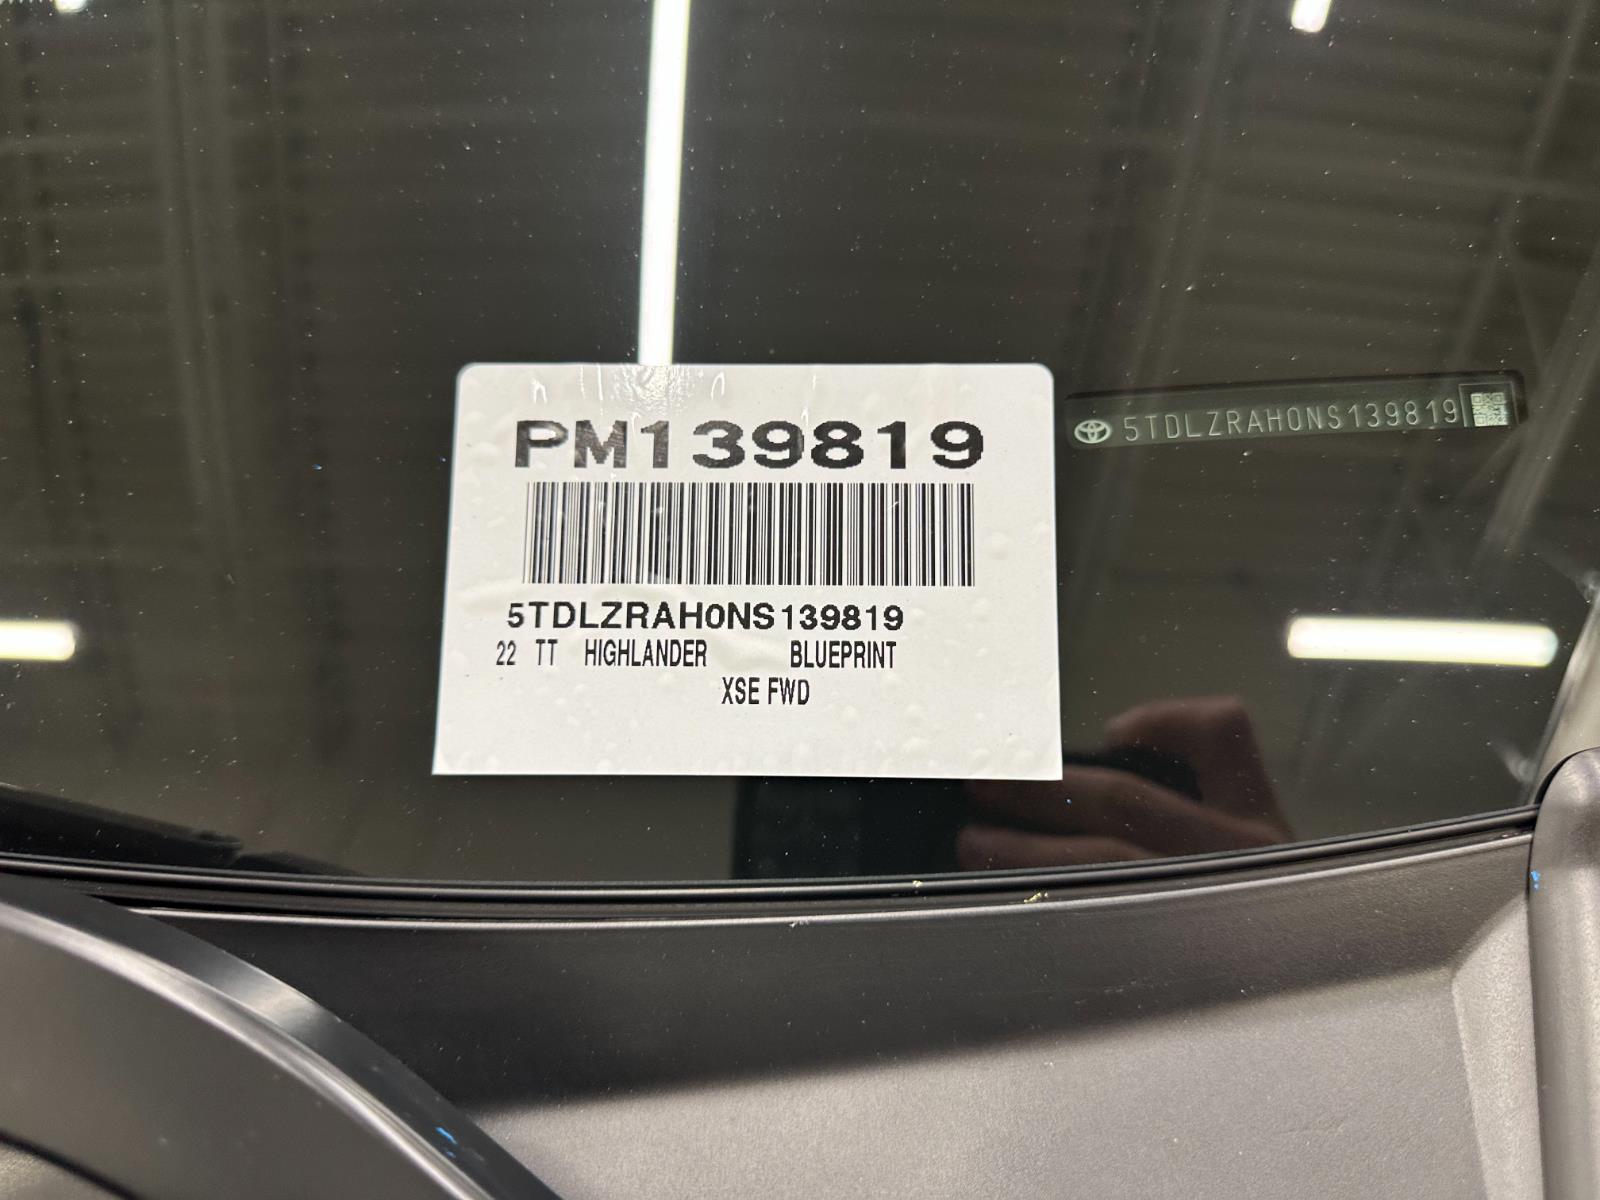 PM139819
5TDLZRAH0NS139819
22 TT HIGHLANDER BLUEPRINT
XSE FWD
5TDLZRAH0NS139819